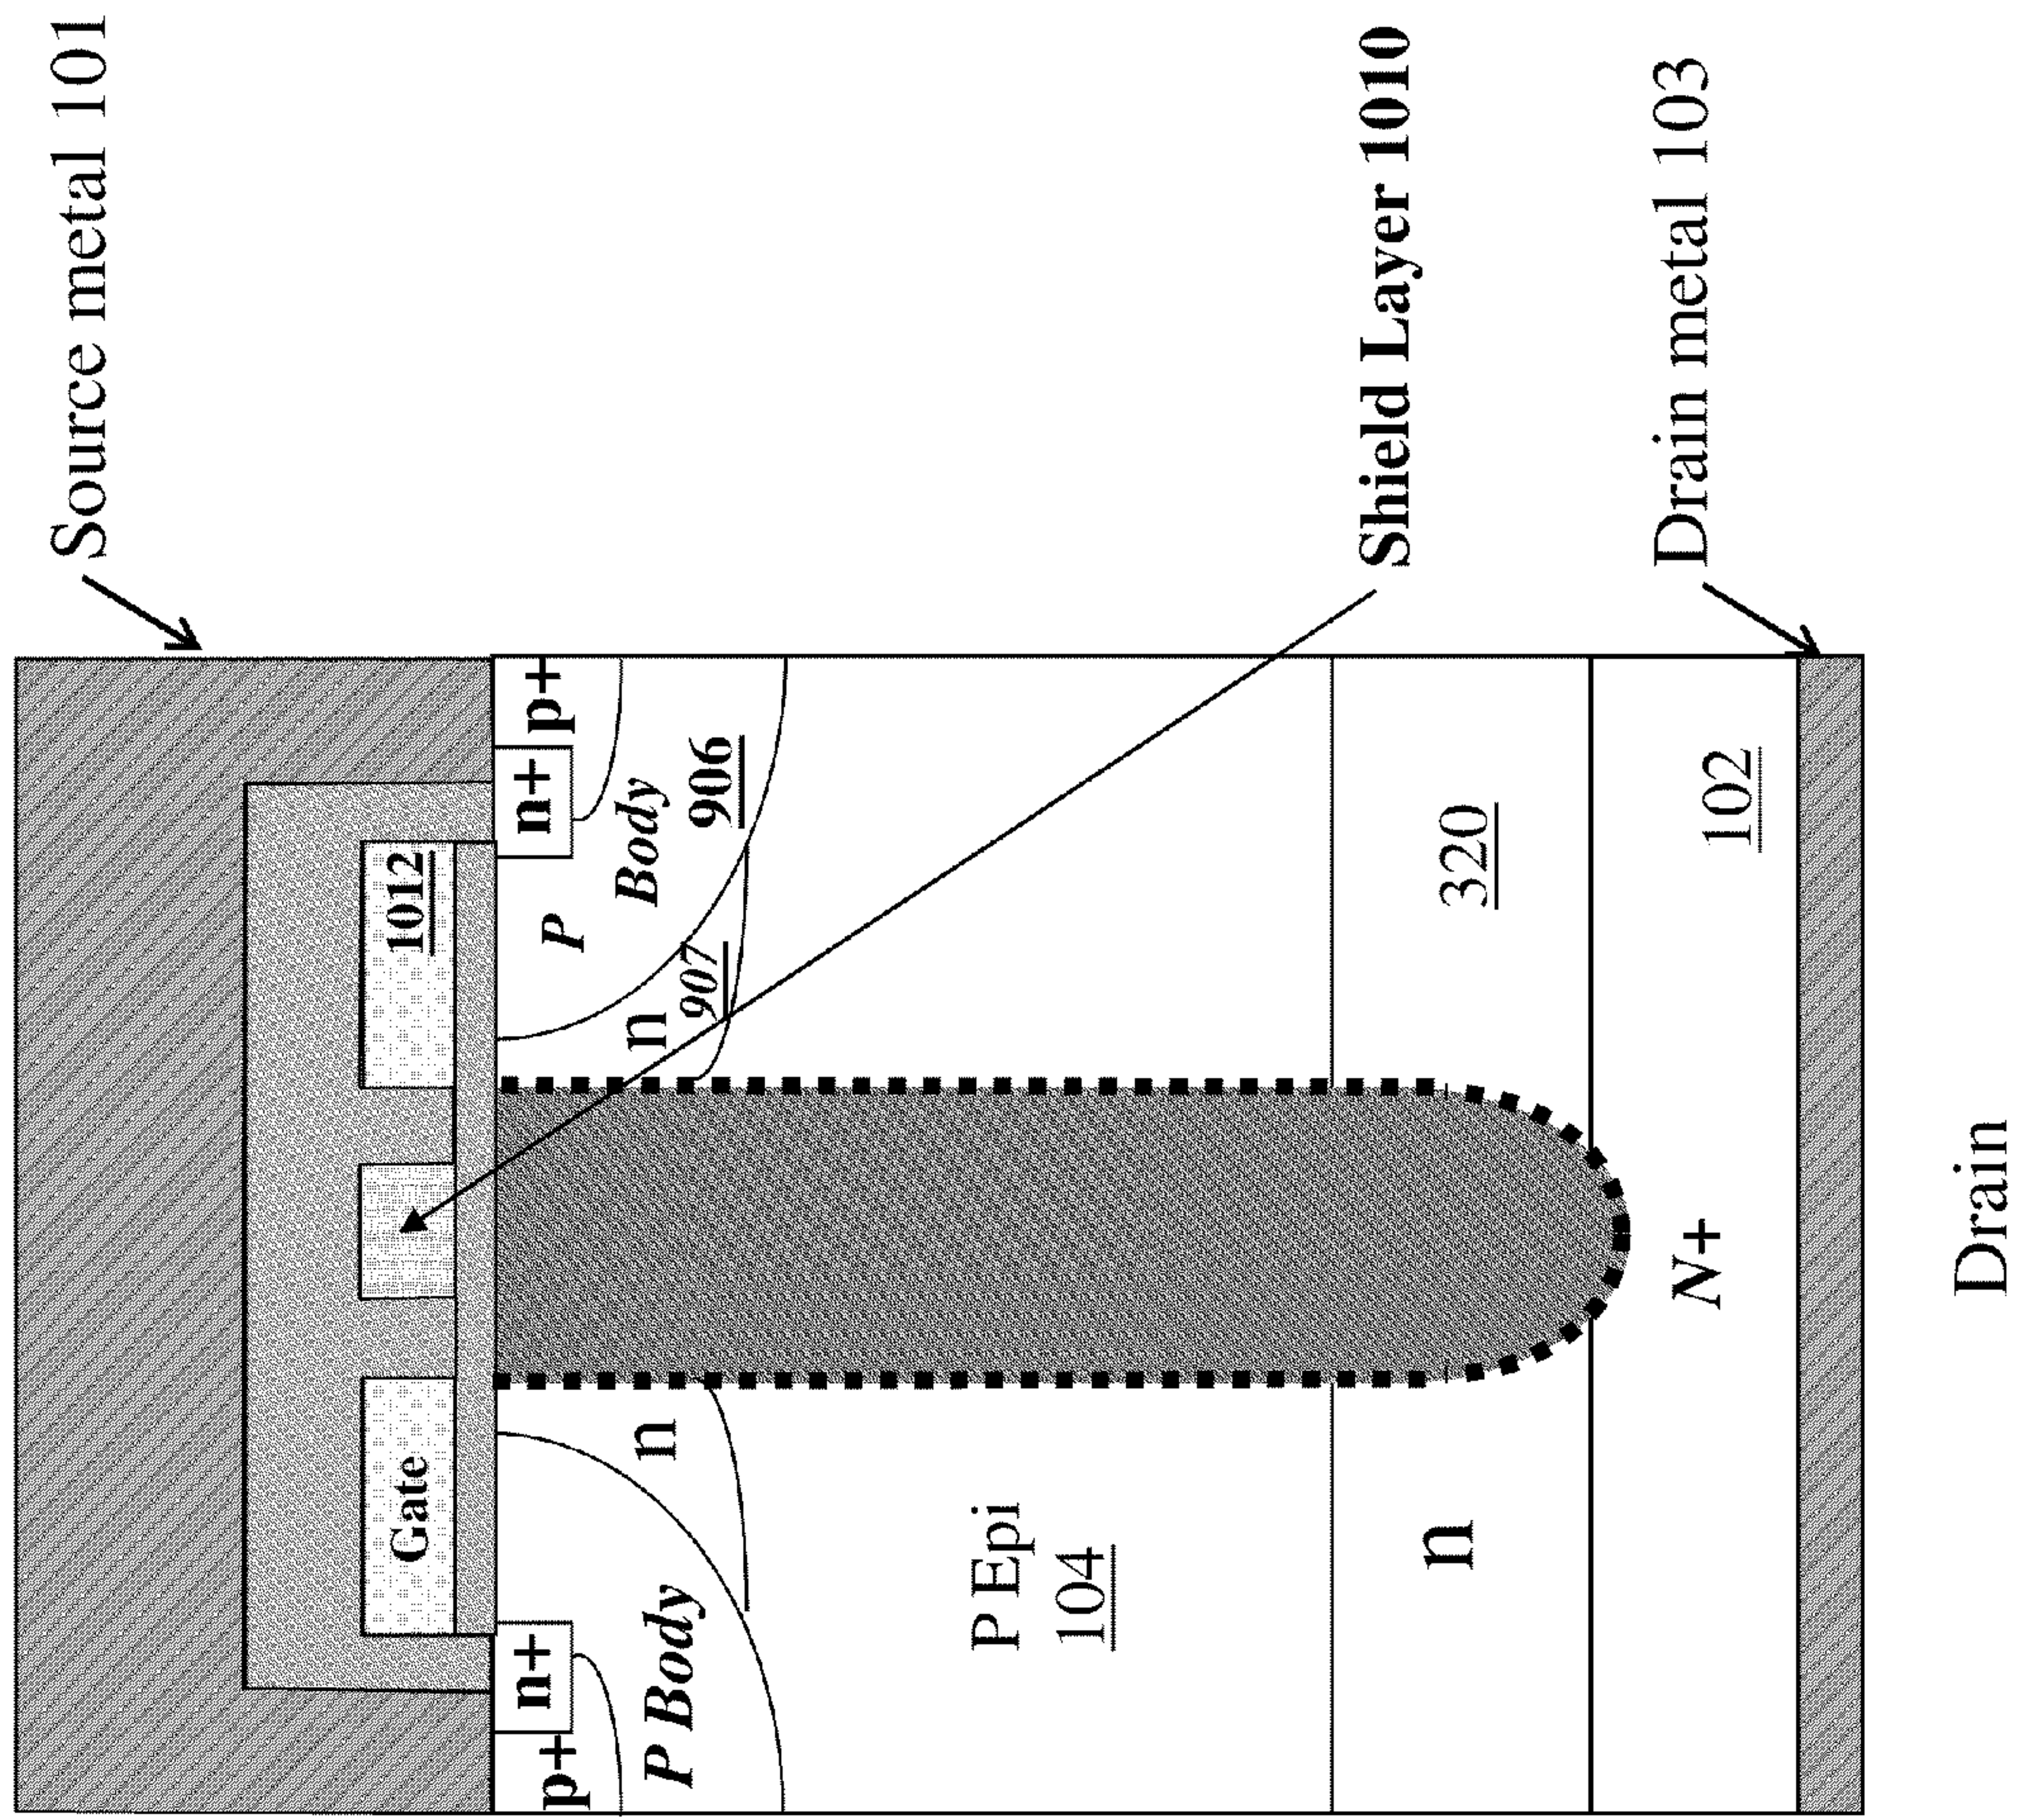 Source metal 101
Gate
1012
p+
n+
n+
p+
P Body
n
n
907
P
Body
906
P Epi
104
Shield Layer 1010
n
320
N+
102
Drain metal 103
Drain